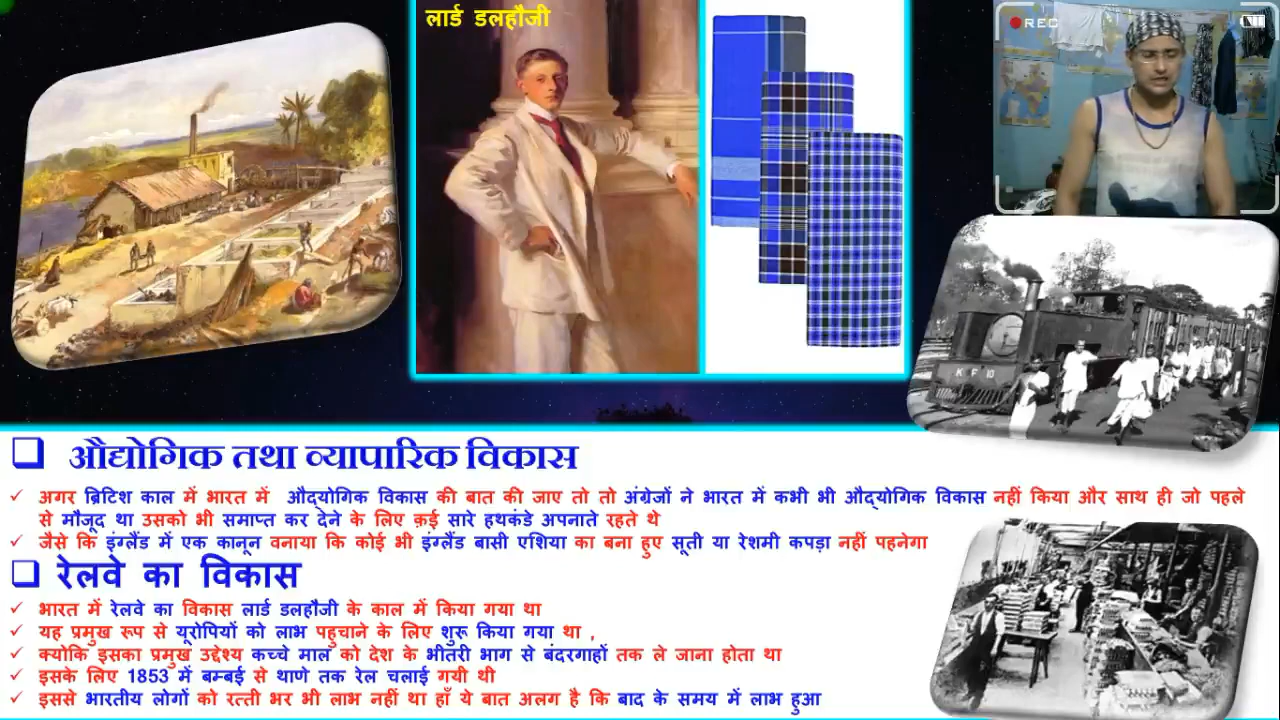 लार्ड डलहौजी
REC
K F 10
औद्योगिक तथा व्यापारिक विकास
अगर ब्रिटिश काल में भारत में औद्योगिक विकास की बात की जाए तो तो अंग्रेजों ने भारत में कभी भी औद्योगिक विकास नहीं किया और साथ ही जो पहले
से मौजूद था उसको भी समाप्त कर देने के लिए क़ई सारे हथकंडे अपनाते रहते थे
जैसे कि इंग्लैंड में एक कानून वनाया कि कोई भी इंग्लैंड बासी एशिया का बना हुए सूती या रेशमी कपड़ा नहीं पहनेगा
रेलवे का विकास
भारत में रेलवे का विकास लार्ड डलहौजी के काल में किया गया था
यह प्रमुख रूप से यूरोपियों को लाभ पहुचाने के लिए शुरू किया गया था ,
क्योकि इसका प्रमुख उद्देश्य कच्चे माल को देश के भीतरी भाग से बंदरगाहों तक ले जाना होता था
इसके लिए 1853 में बम्बई से थाणे तक रेल चलाई गयी थी
इससे भारतीय लोगों को रत्ती भर भी लाभ नहीं था हाँ ये बात अलग है कि बाद के समय में लाभ हुआ